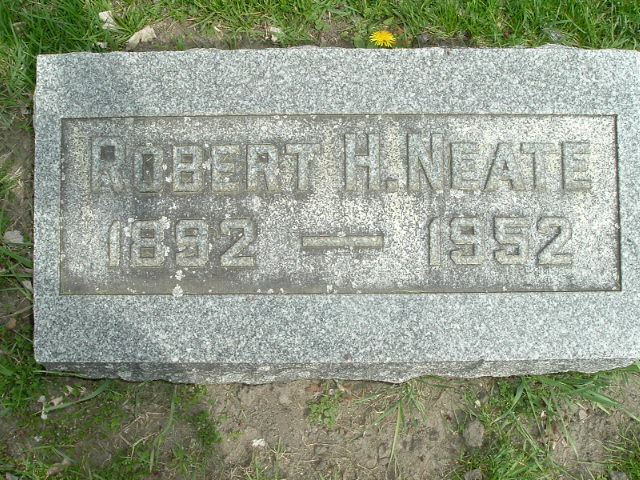 ROBERT H. NEATE
1892 — 1952